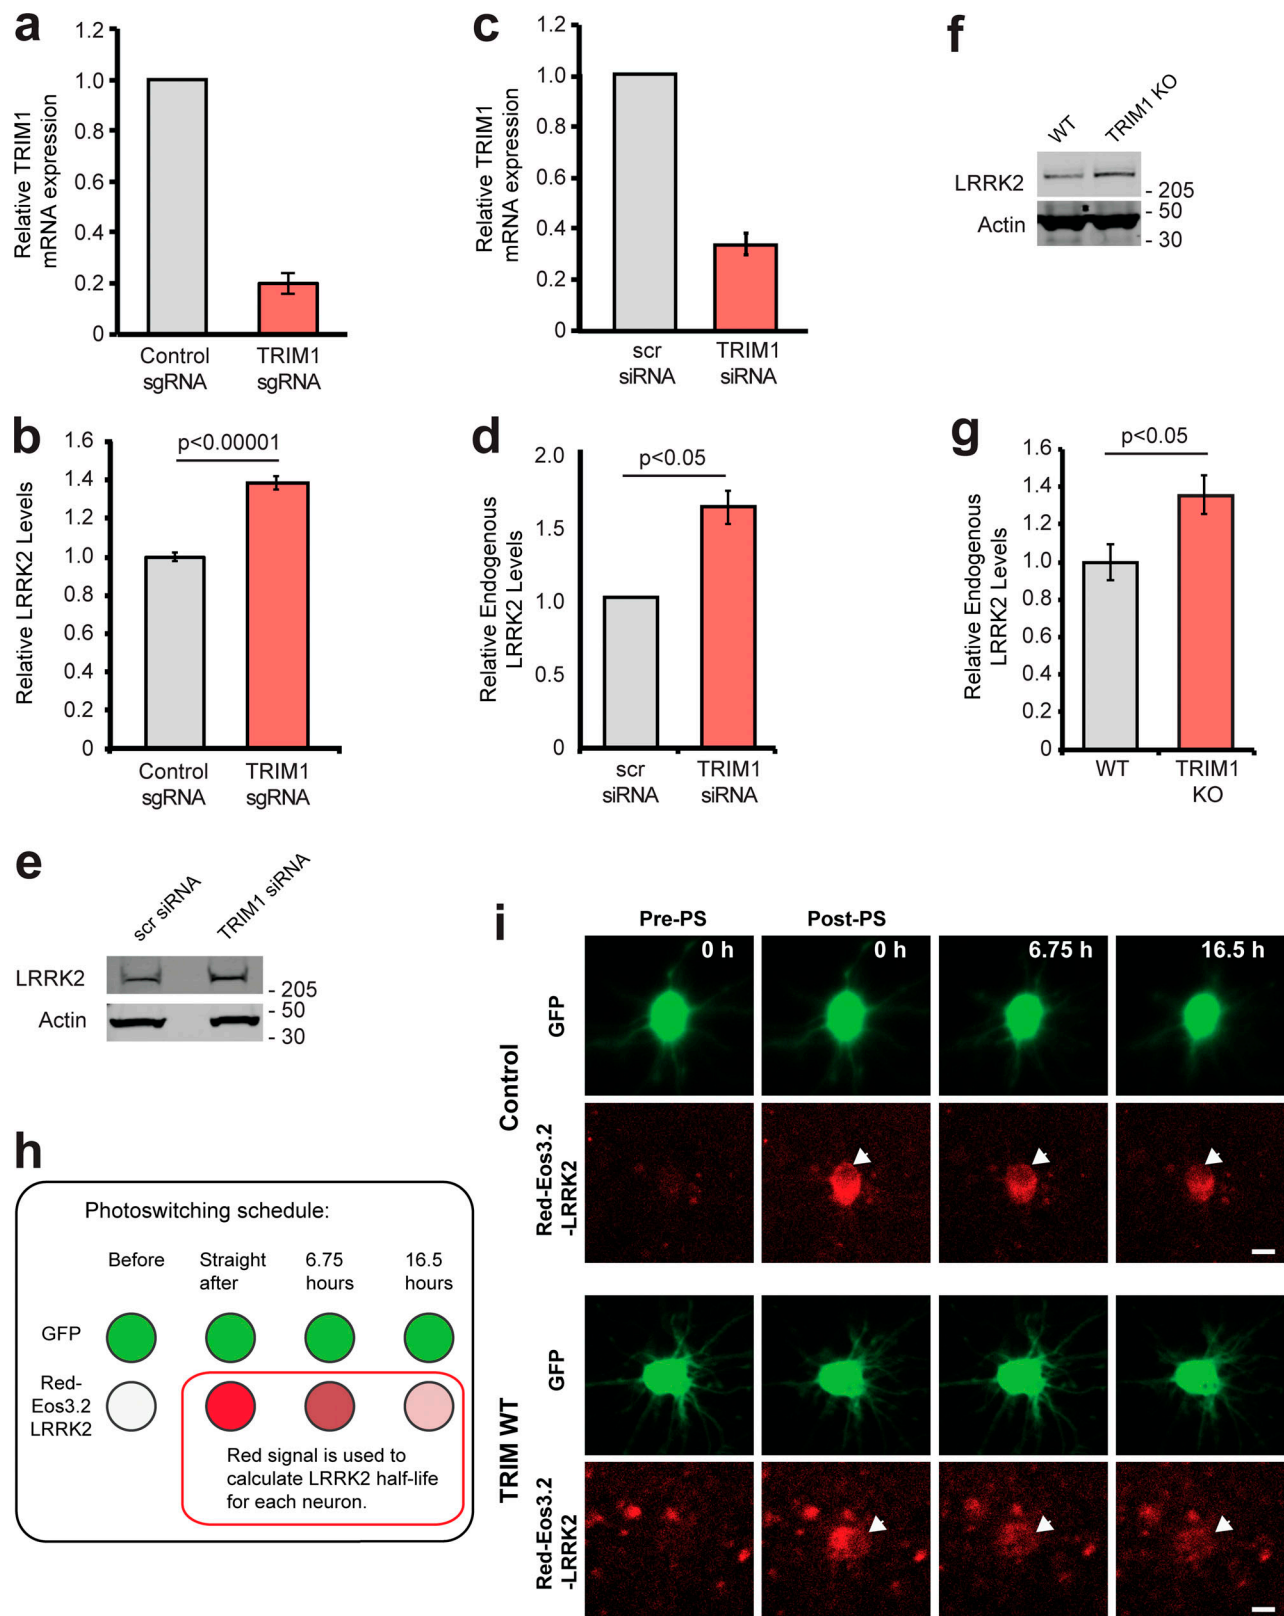 a
1.2
1.0
0.8
0.6
0.4
0.2
0
Relative TRIM1
mRNA expression
Control
sgRNA
TRIM1
sgRNA
c
1.2
1.0
0.8
0.6
0.4
0.2
0
Relative TRIM1
mRNA expression
scr
siRNA
TRIM1
siRNA
f
WT
TRIM1 KO
LRRK2
- 205
- 50
Actin
- 30
b
p<0.00001
1.6
1.4
1.2
1.0
0.8
0.6
0.4
0.2
0
Relative LRRK2 Levels
Control
sgRNA
TRIM1
sgRNA
d
p<0.05
2.0
1.5
1.0
0.5
0
Relative Endogenous
LRRK2 Levels
scr
siRNA
TRIM1
siRNA
g
p<0.05
1.6
1.4
1.2
1.0
0.8
0.6
0.4
0.2
0
Relative Endogenous
LRRK2 Levels
WT
TRIM1
KO
e
scr siRNA
TRIM1 siRNA
LRRK2
- 205
- 50
Actin
- 30
h
Photoswitching schedule:
Before
Straight
after
6.75
hours
16.5
hours
GFP
Red-
Eos3.2
LRRK2
Red signal is used to
calculate LRRK2 half-life
for each neuron.
i
Pre-PS
Post-PS
0 h
0 h
6.75 h
16.5 h
Control
GFP
Red-Eos3.2
-LRRK2
TRIM WT
GFP
Red-Eos3.2
-LRRK2